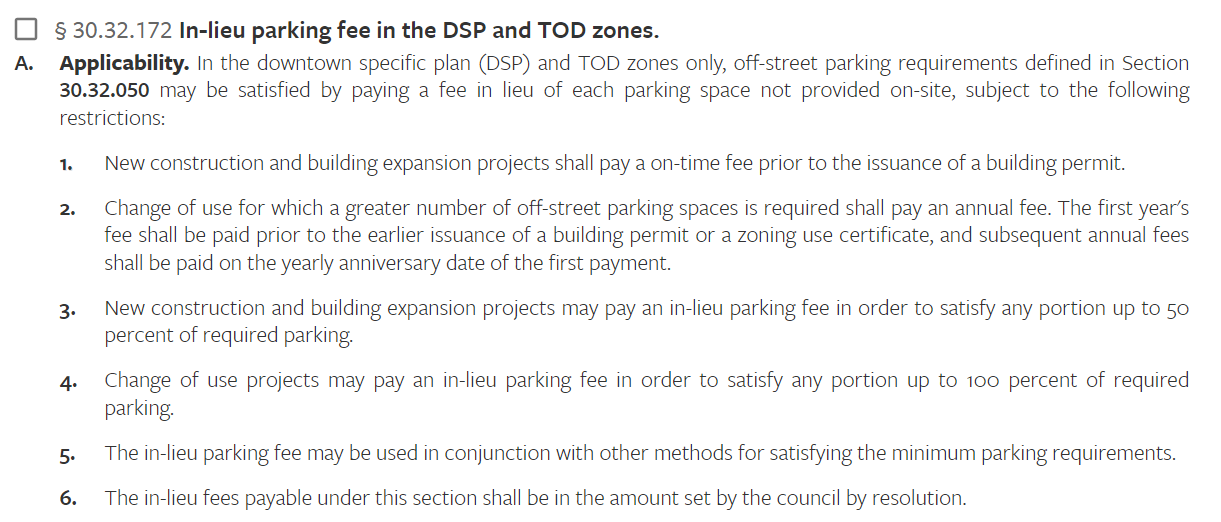 § 30.32.172 In-lieu parking fee in the DSP and TOD zones.
A. Applicability. In the downtown specific plan (DSP) and TOD zones only, off-street parking requirements defined in Section
30.32.050 may be satisfied by paying a fee in lieu of each parking space not provided on-site, subject to the following
restrictions:
1. New construction and building expansion projects shall pay a on-time fee prior to the issuance of a building permit.
2. Change of use for which a greater number of off-street parking spaces is required shall pay an annual fee. The first year's
fee shall be paid prior to the earlier issuance of a building permit or a zoning use certificate, and subsequent annual fees
shall be paid on the yearly anniversary date of the first payment.
3. New construction and building expansion projects may pay an in-lieu parking fee in order to satisfy any portion up to 50
percent of required parking.
4. Change of use projects may pay an in-lieu parking fee in order to satisfy any portion up to 100 percent of required
parking.
5. The in-lieu parking fee may be used in conjunction with other methods for satisfying the minimum parking requirements.
6. The in-lieu fees payable under this section shall be in the amount set by the council by resolution.